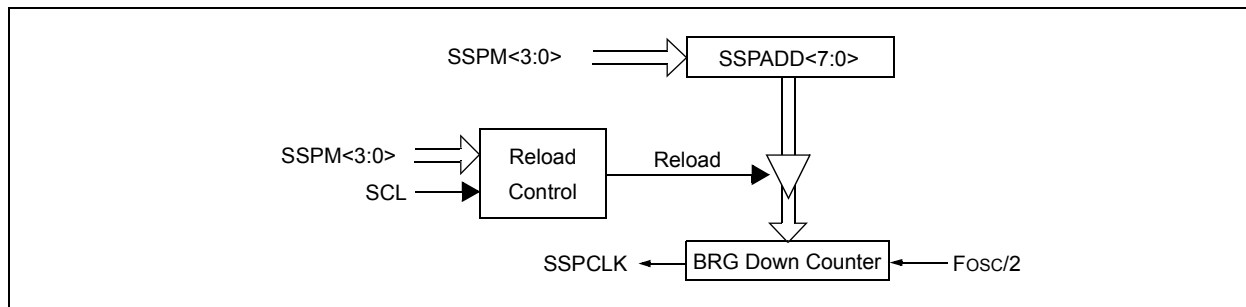 SSPM<3:0>
SSPADD<7:0>
SSPM<3:0>
SCL
Reload
Control
Reload
SSPCLK
BRG Down Counter
FOSC/2